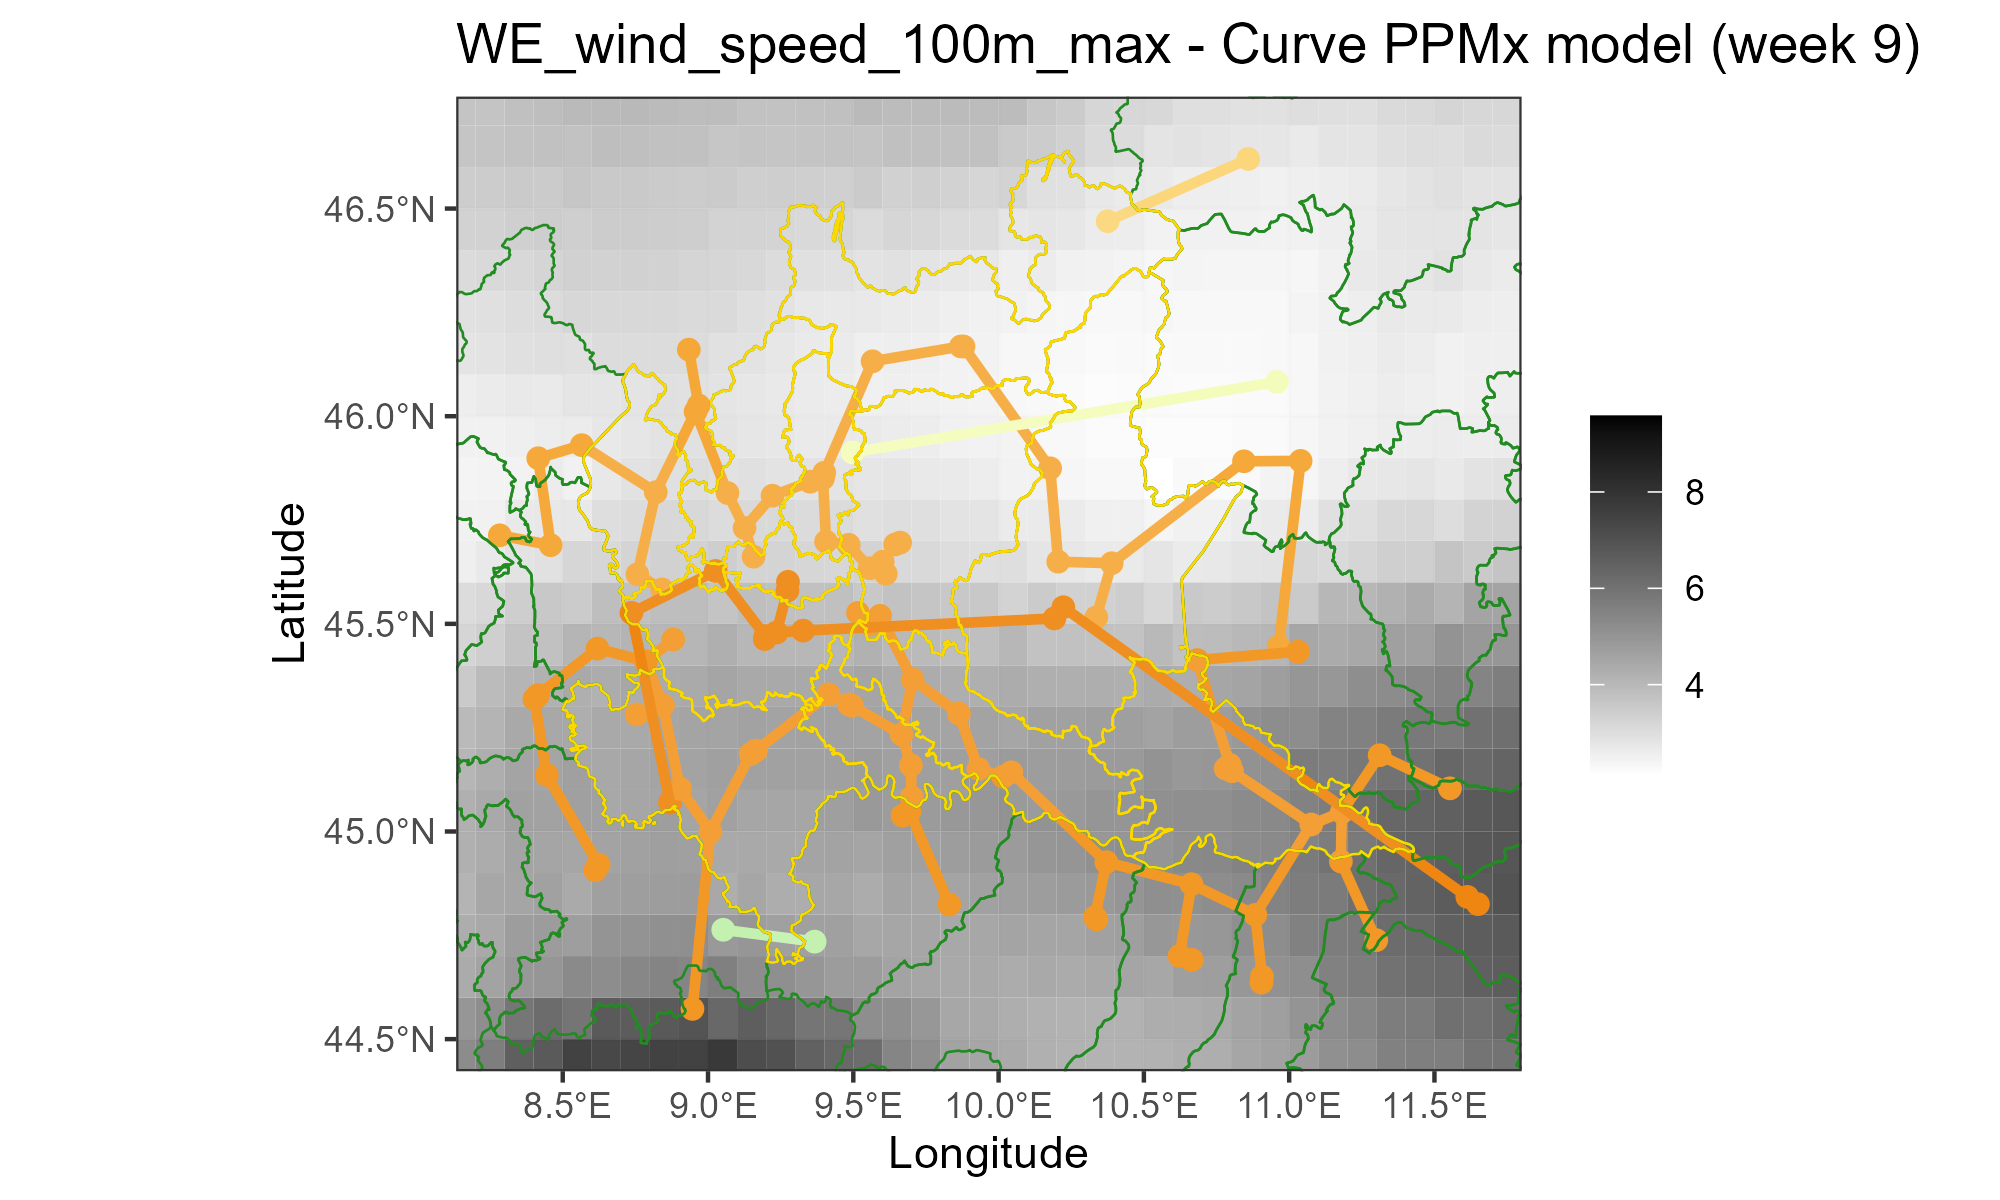 WE_wind_speed_100m_max - Curve PPMx model (week 9)
46.5°N
46.0°N
45.5°N
45.0°N
44.5°N
Latitude
8.5°E 9.0°E 9.5°E 10.0°E 10.5°E 11.0°E 11.5°E
Longitude
8
6
4